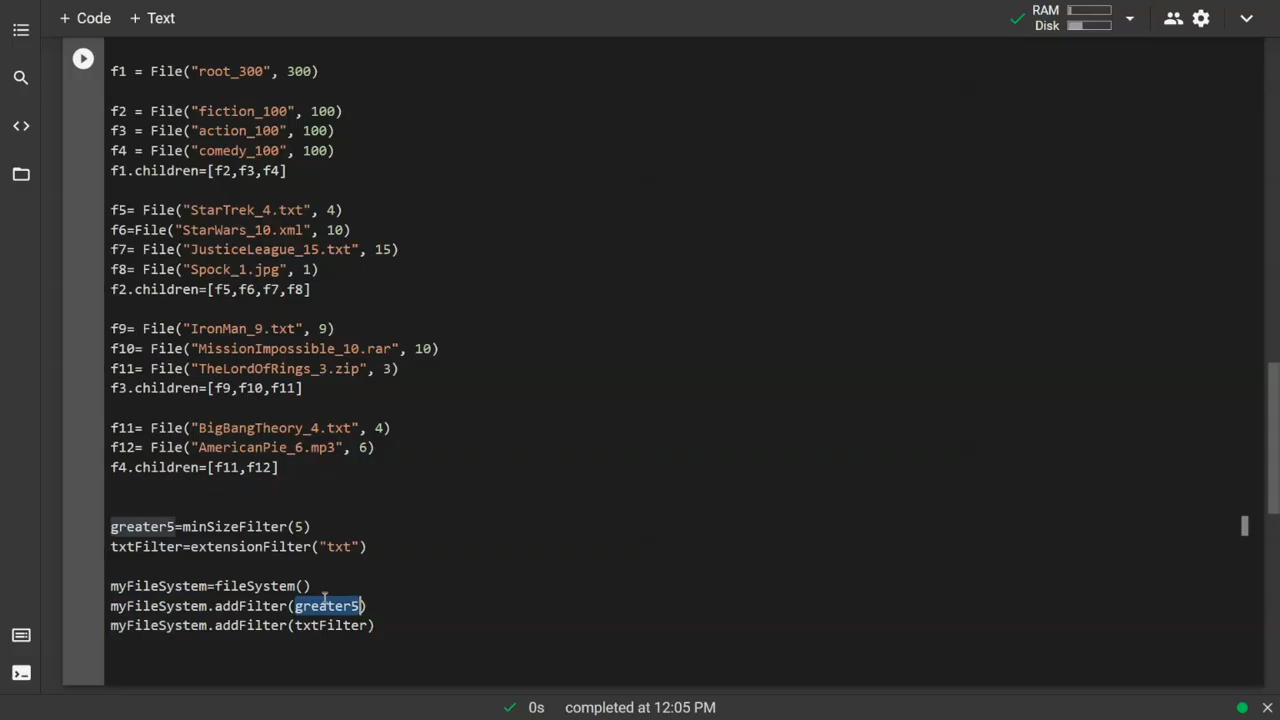 + Code + Text
RAM
Disk
f1 = File("root_300", 300)
f2 = File("fiction_100", 100)
f3 = File("action_100", 100)
f4 = File("comedy_100", 100)
f1.children=[f2,f3,f4]
f5= File("StarTrek_4.txt", 4)
f6=File("StarWars_10.xml", 10)
f7= File("JusticeLeague_15.txt", 15)
f8= File("Spock_1.jpg", 1)
f2.children=[f5,f6,f7,f8]
f9= File("IronMan_9.txt", 9)
f10= File("MissionImpossible_10.rar", 10)
f11= File("TheLordOfRings_3.zip", 3)
f3.children=[f9,f10,f11]
f11= File("BigBangTheory_4.txt", 4)
f12= File("AmericanPie_6.mp3", 6)
f4.children=[f11,f12]
greater5=minSizeFilter(5)
txtFilter=extensionFilter("txt")
myFileSystem=fileSystem()
myFileSystem.addFilter(greater5)
myFileSystem.addFilter(txtFilter)
0s completed at 12:05 PM